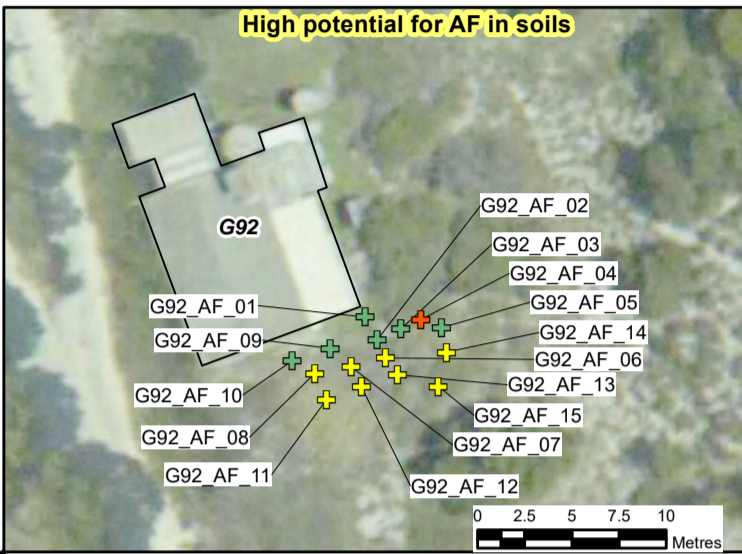 High potential for AF in soils
G92_AF_02
G92_AF_03
G92
G92_AF_04
G92_AF_01
G92_AF_05
G92_AF_14
G92_AF_09
G92_AF_06
G92_AF_13
G92_AF_10
G92_AF_15
G92_AF_08
G92_AF_07
G92_AF_11
G92_AF_12
0 2.5 5 7.5 10
Metres